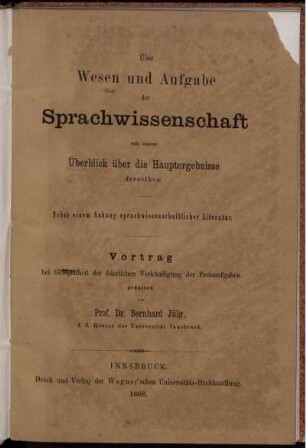 Über
Wesen und Aufgabe
der
Sprachwissenschaft
mit einem
Überblick über die Hauptergebnisse
derselben.
Nebst einem Anhang sprachwissenschaftlicher Literatur.
Vortrag
bei Gelegenheit der feierlichen Verkündigung der Preisaufgaben
gehalten
von
Prof. Dr. Bernhard Jülg,
d. Z. Rector der Universität Innsbruck.
INNSBRUCK.
Druck und Verlag der Wagner'schen Universitäts-Buchhandlung.
1868.